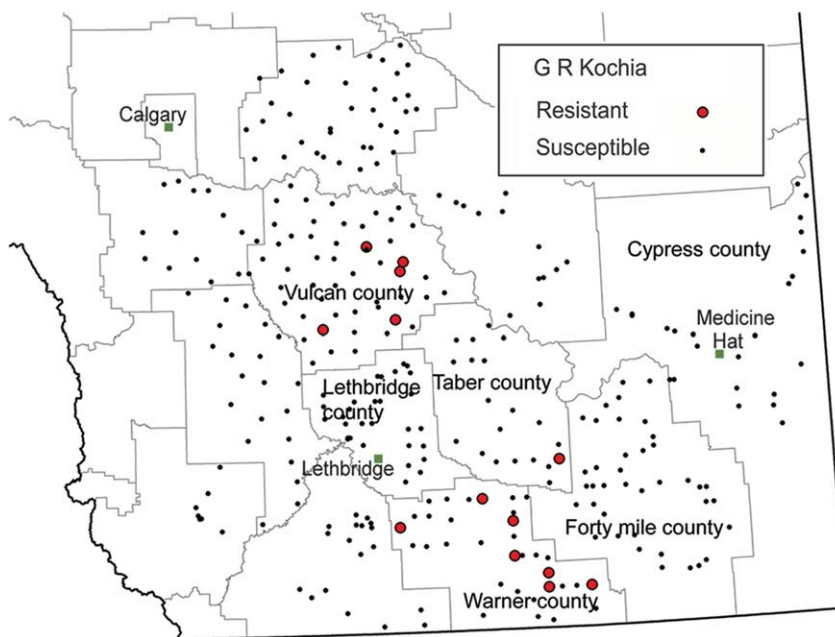 G R Kochia
Resistant
Susceptible
Calgary
Cypress county
Vulcan county
Medicine
Hat
Lethbridge
county
Taber county
Lethbridge
Forty mile county
Warner county